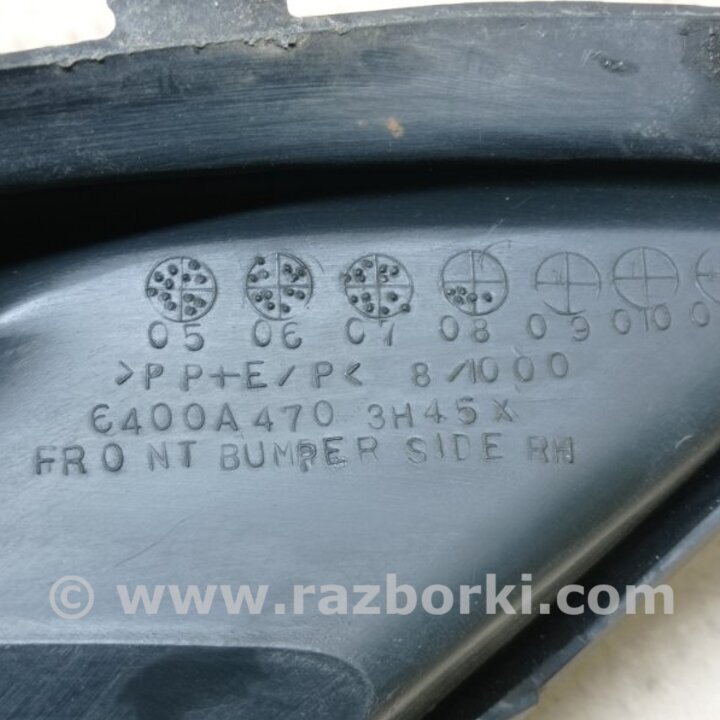 05 06 07 08 09 010
>PP+E/P< 8/1000
6400A470 3H45X
FRONT BUMPER SIDE RH
© www.razborki.com